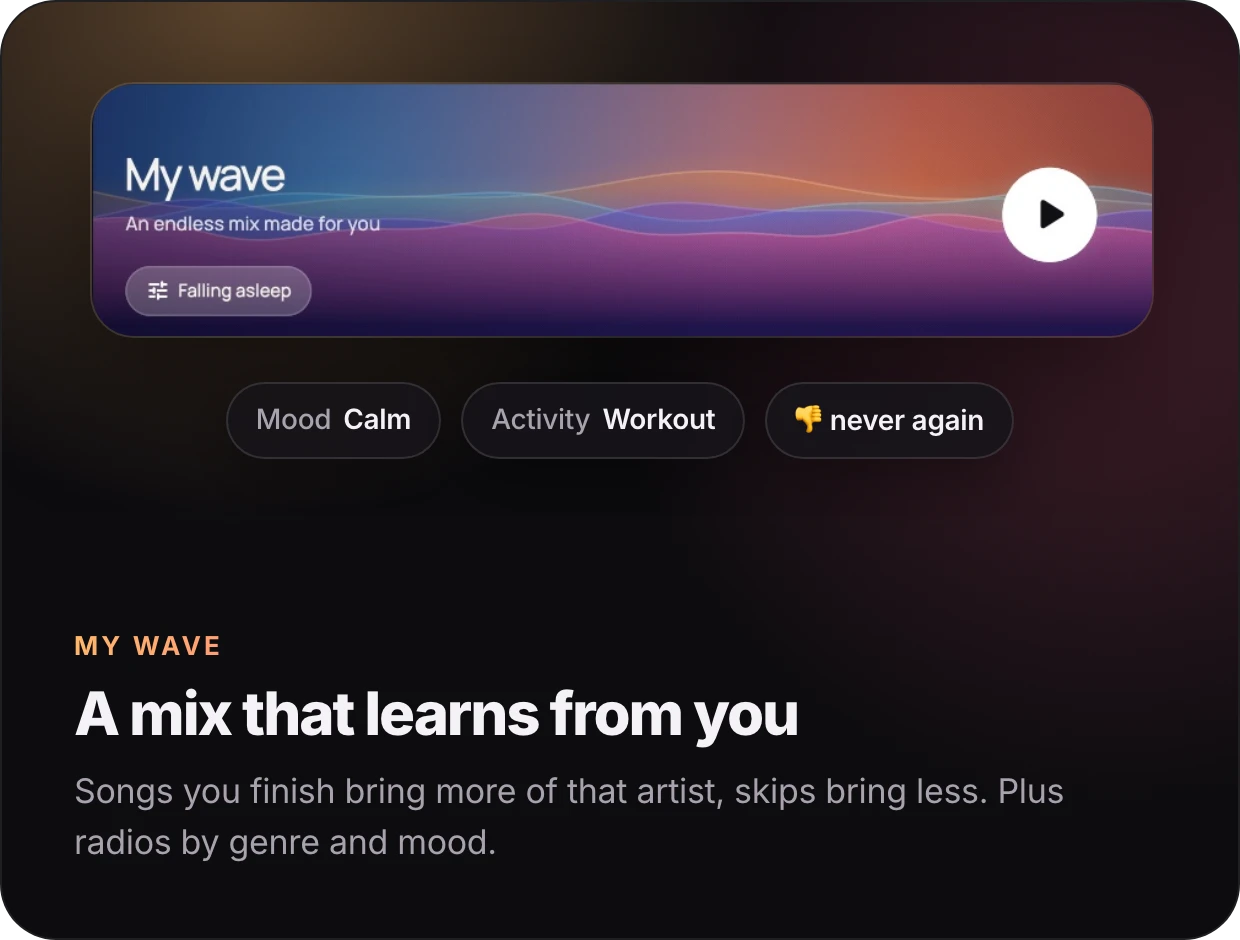 My wave
An endless mix made for you
Falling asleep
Mood Calm
Activity Workout
👎 never again
MY WAVE
A mix that learns from you
Songs you finish bring more of that artist, skips bring less. Plus
radios by genre and mood.